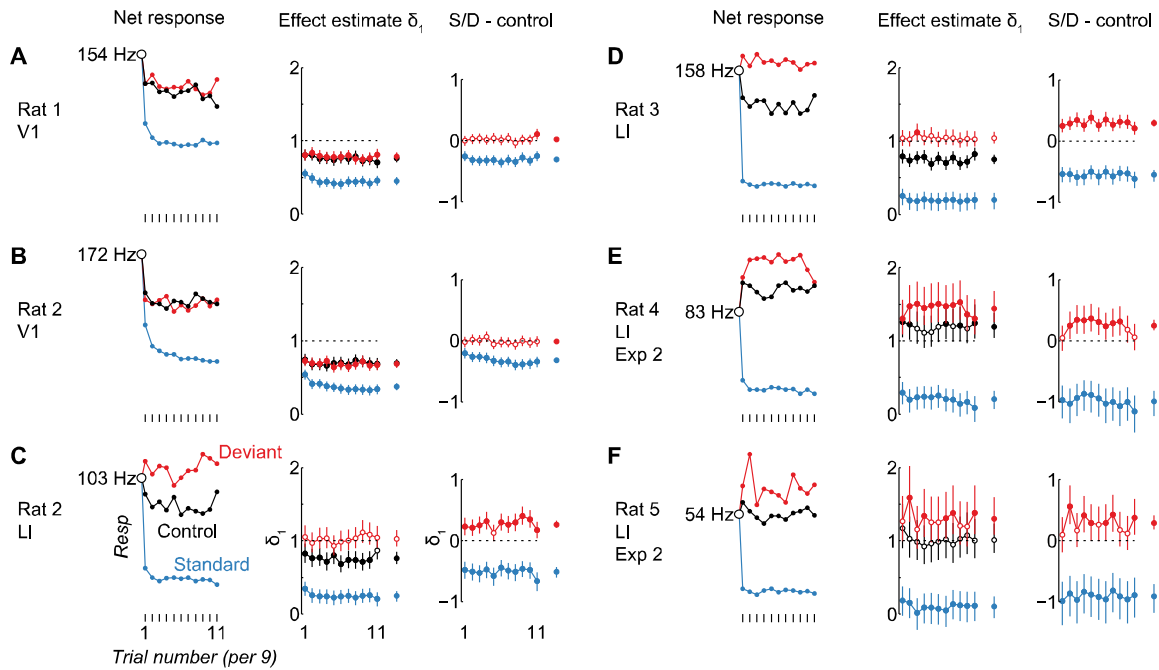 Net response
Effect estimate δ1
S/D - control
A
154 Hz
Rat 1
V1
2
1
0
1
0
−1
B
172 Hz
Rat 2
V1
2
1
0
1
0
−1
C
103 Hz
Rat 2
LI
Deviant
Control
Standard
Resp
1
11
Trial number (per 9)
δ1
2
1
0
1
11
δ1
1
0
−1
1
11
Net response
Effect estimate δ1
S/D - control
D
158 Hz
Rat 3
LI
2
1
0
1
0
−1
E
83 Hz
Rat 4
LI
Exp 2
2
1
0
1
0
−1
F
54 Hz
Rat 5
LI
Exp 2
2
1
0
1
0
−1